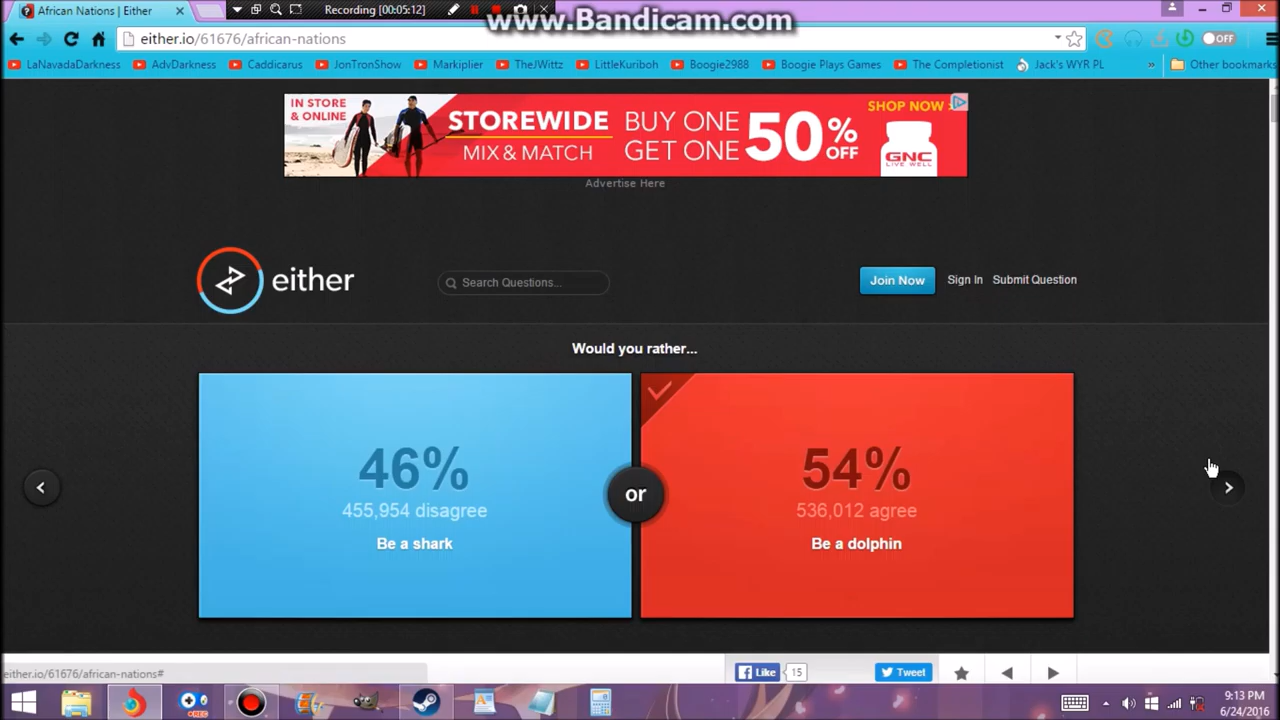 African Nations | Either
Recording [00:05:12]
www.Bandicam.com
either.io/61676/african-nations
OFF
LaNavadaDarkness
AdvDarkness
Caddicarus
JonTronShow
Markiplier
TheJWittz
LittleKuriboh
Boogie2988
Boogie Plays Games
The Completionist
Jack's WYR PL
»
Other bookmarks
IN STORE
& ONLINE
STOREWIDE
MIX & MATCH
BUY ONE
GET ONE
50%
OFF
SHOP NOW
GNC
LIVE WELL
Advertise Here
either
Search Questions...
Join Now
Sign In
Submit Question
Would you rather...
46%
455,954 disagree
Be a shark
or
54%
536,012 agree
Be a dolphin
either.io/61676/african-nations#
Like
15
Tweet
REC
9:13 PM
6/24/2016